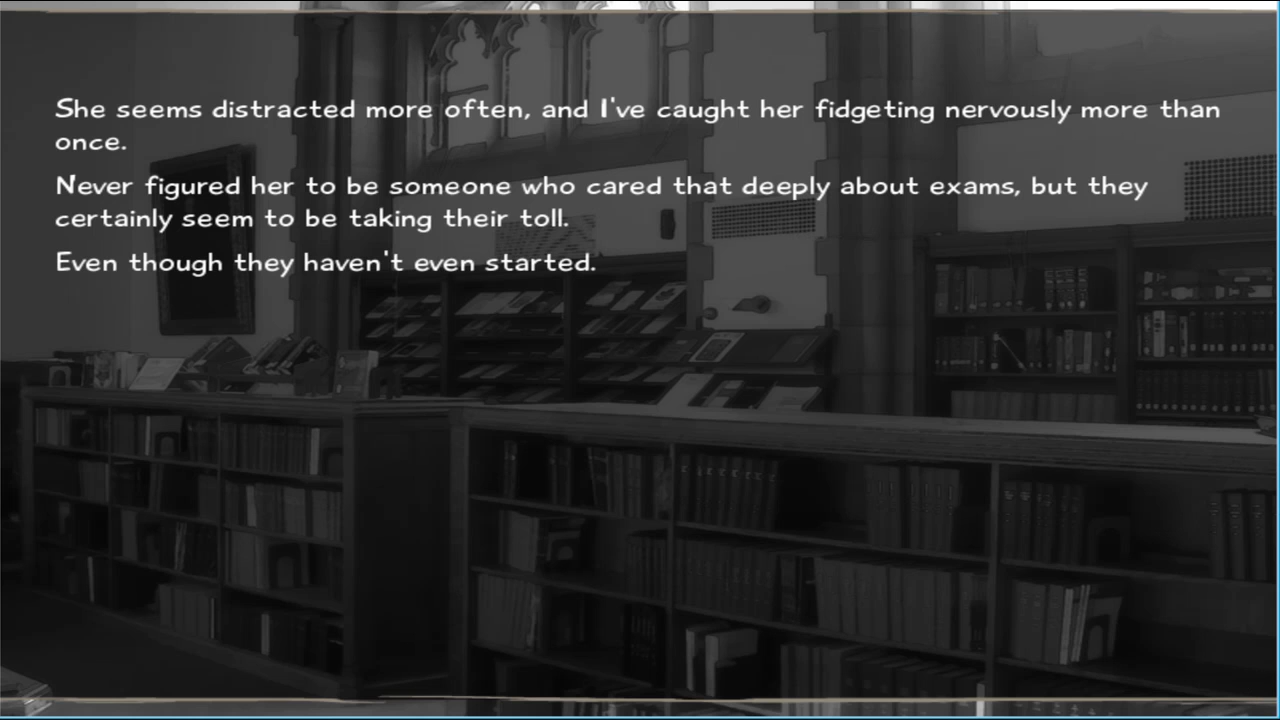 She seems distracted more often, and I've caught her fidgeting nervously more than
once.
Never figured her to be someone who cared that deeply about exams, but they
certainly seem to be taking their toll.
Even though they haven't even started.